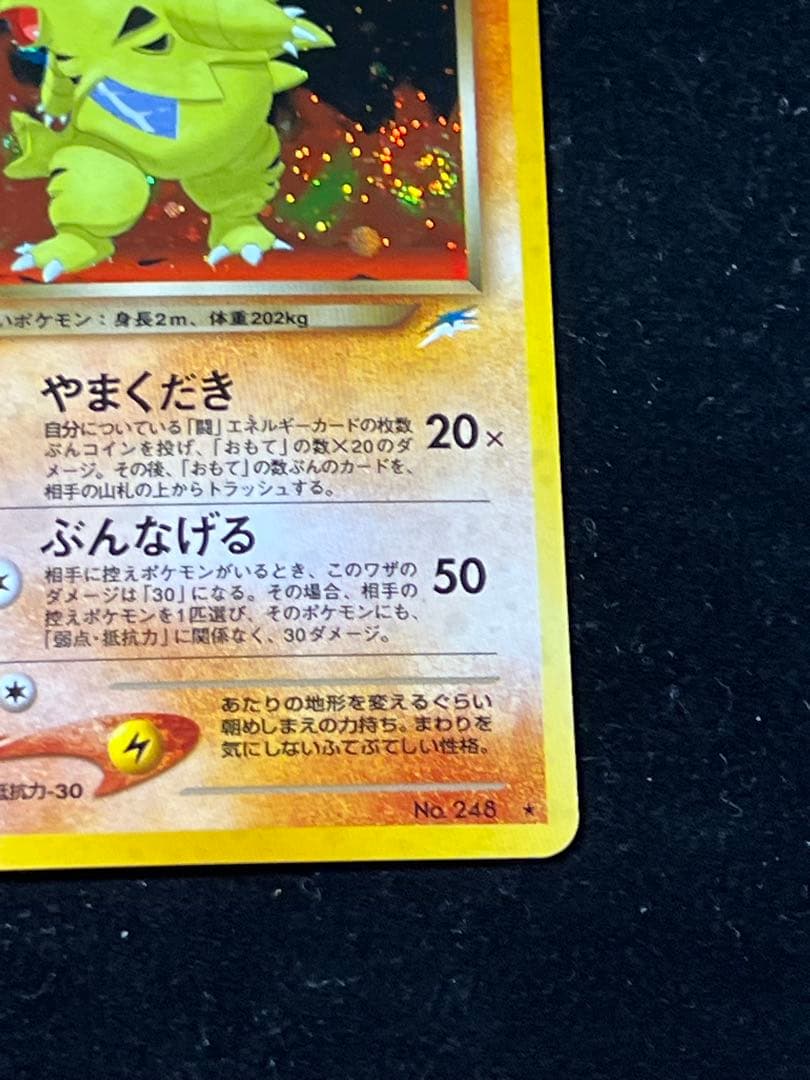 いポケモン：身長2m、体重202kg
やまくだき
自分についている「闘」エネルギーカードの枚数
ぶんコインを投げ、「おもて」の数×20のダ
メージ。その後、「おもて」の数ぶんのカードを、
相手の山札の上からトラッシュする。
20×
ぶんなげる
相手に控えポケモンがいるとき、このワザの
ダメージは「30」になる。その場合、相手の
控えポケモンを1匹選び、そのポケモンにも、
「弱点・抵抗力」に関係なく、30ダメージ。
50
あたりの地形を変えるぐらい
朝めしまえの力持ち。まわりを
気にしないふてぶてしい性格。
抵抗力-30
No. 248 ★